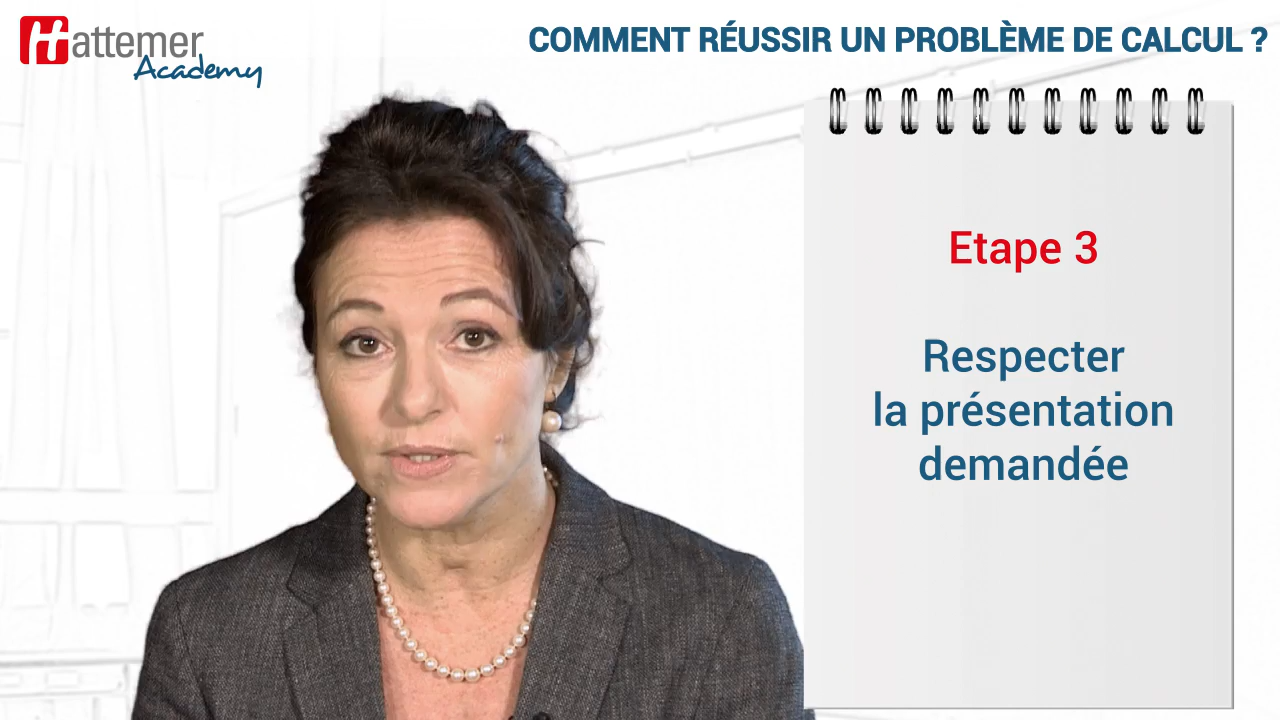 Hattemer
Academy
COMMENT RÉUSSIR UN PROBLÈME DE CALCUL ?
Etape 3
Respecter
la présentation
demandée